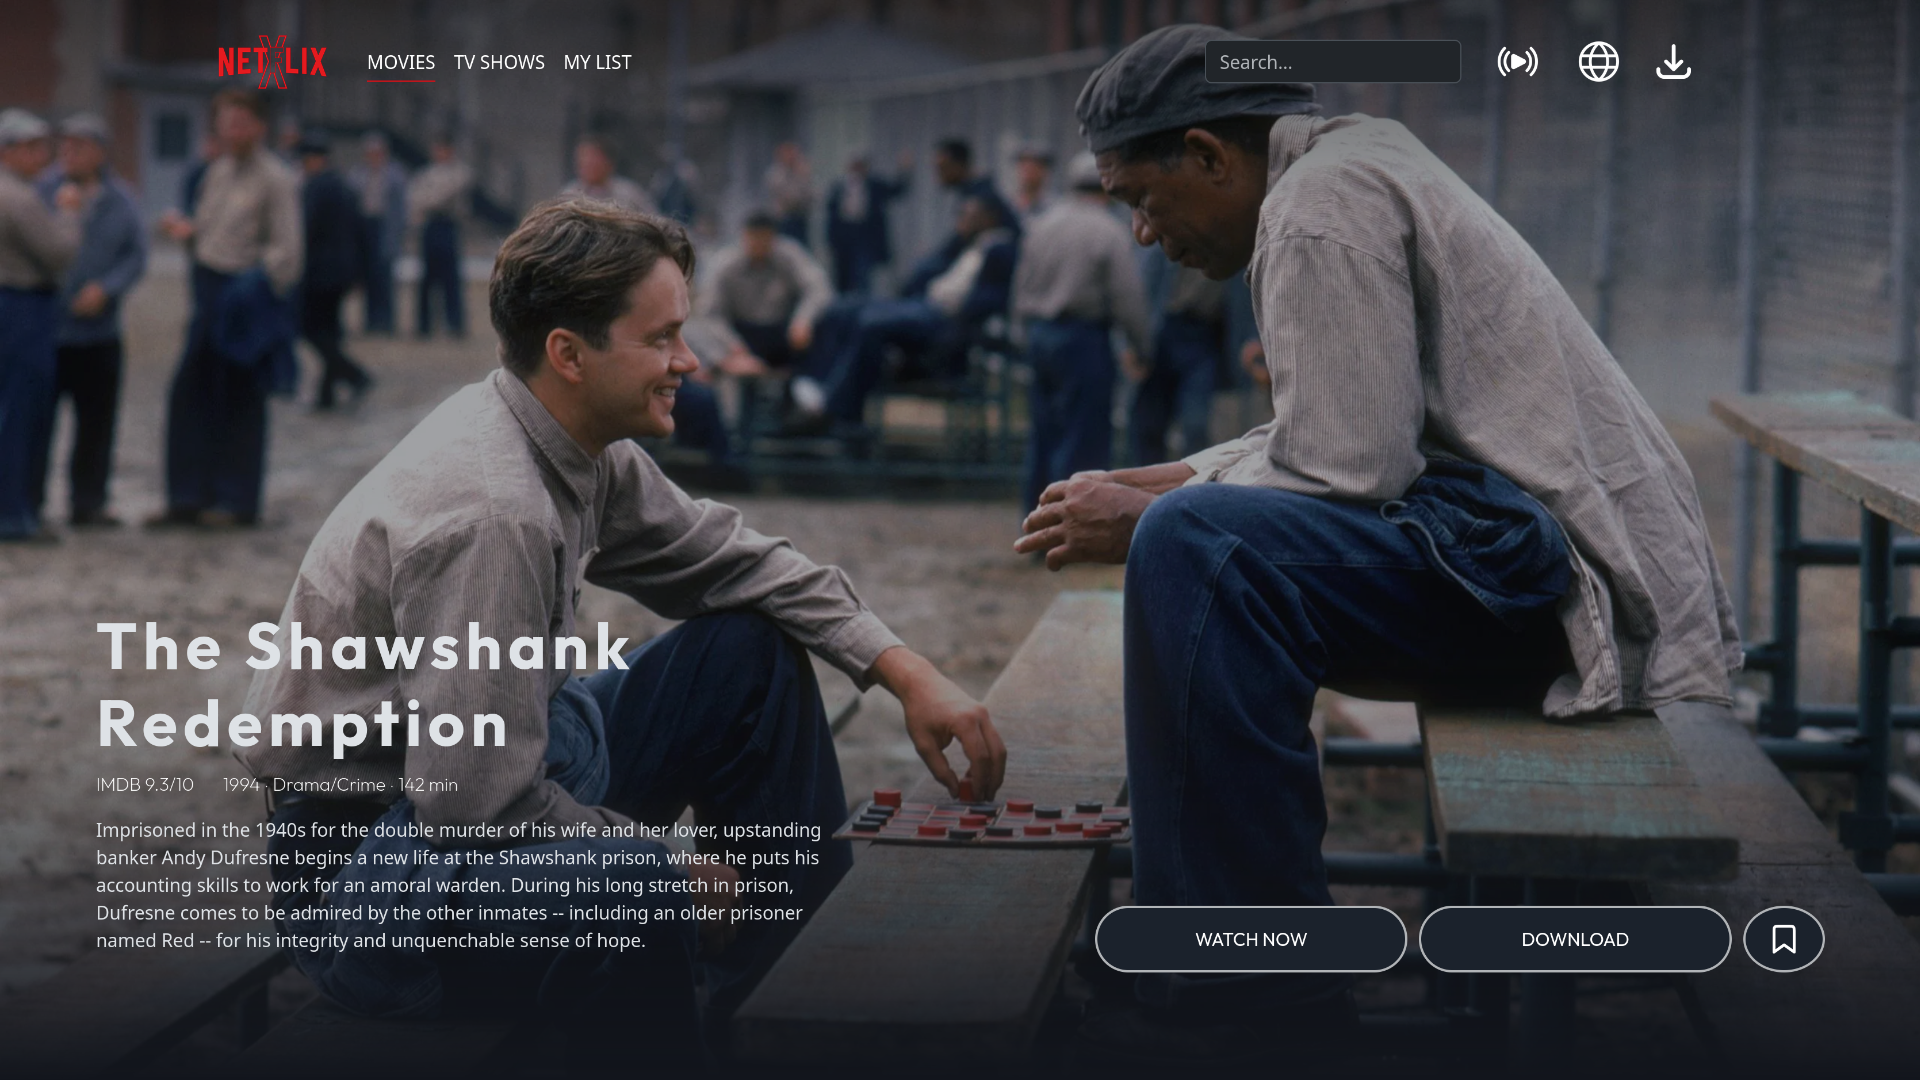 NETXLIX
MOVIES TV SHOWS MY LIST
Search...
The Shawshank
Redemption
IMDB 9.3/10 1994 · Drama/Crime · 142 min
Imprisoned in the 1940s for the double murder of his wife and her lover, upstanding
banker Andy Dufresne begins a new life at the Shawshank prison, where he puts his
accounting skills to work for an amoral warden. During his long stretch in prison,
Dufresne comes to be admired by the other inmates -- including an older prisoner
named Red -- for his integrity and unquenchable sense of hope.
WATCH NOW
DOWNLOAD